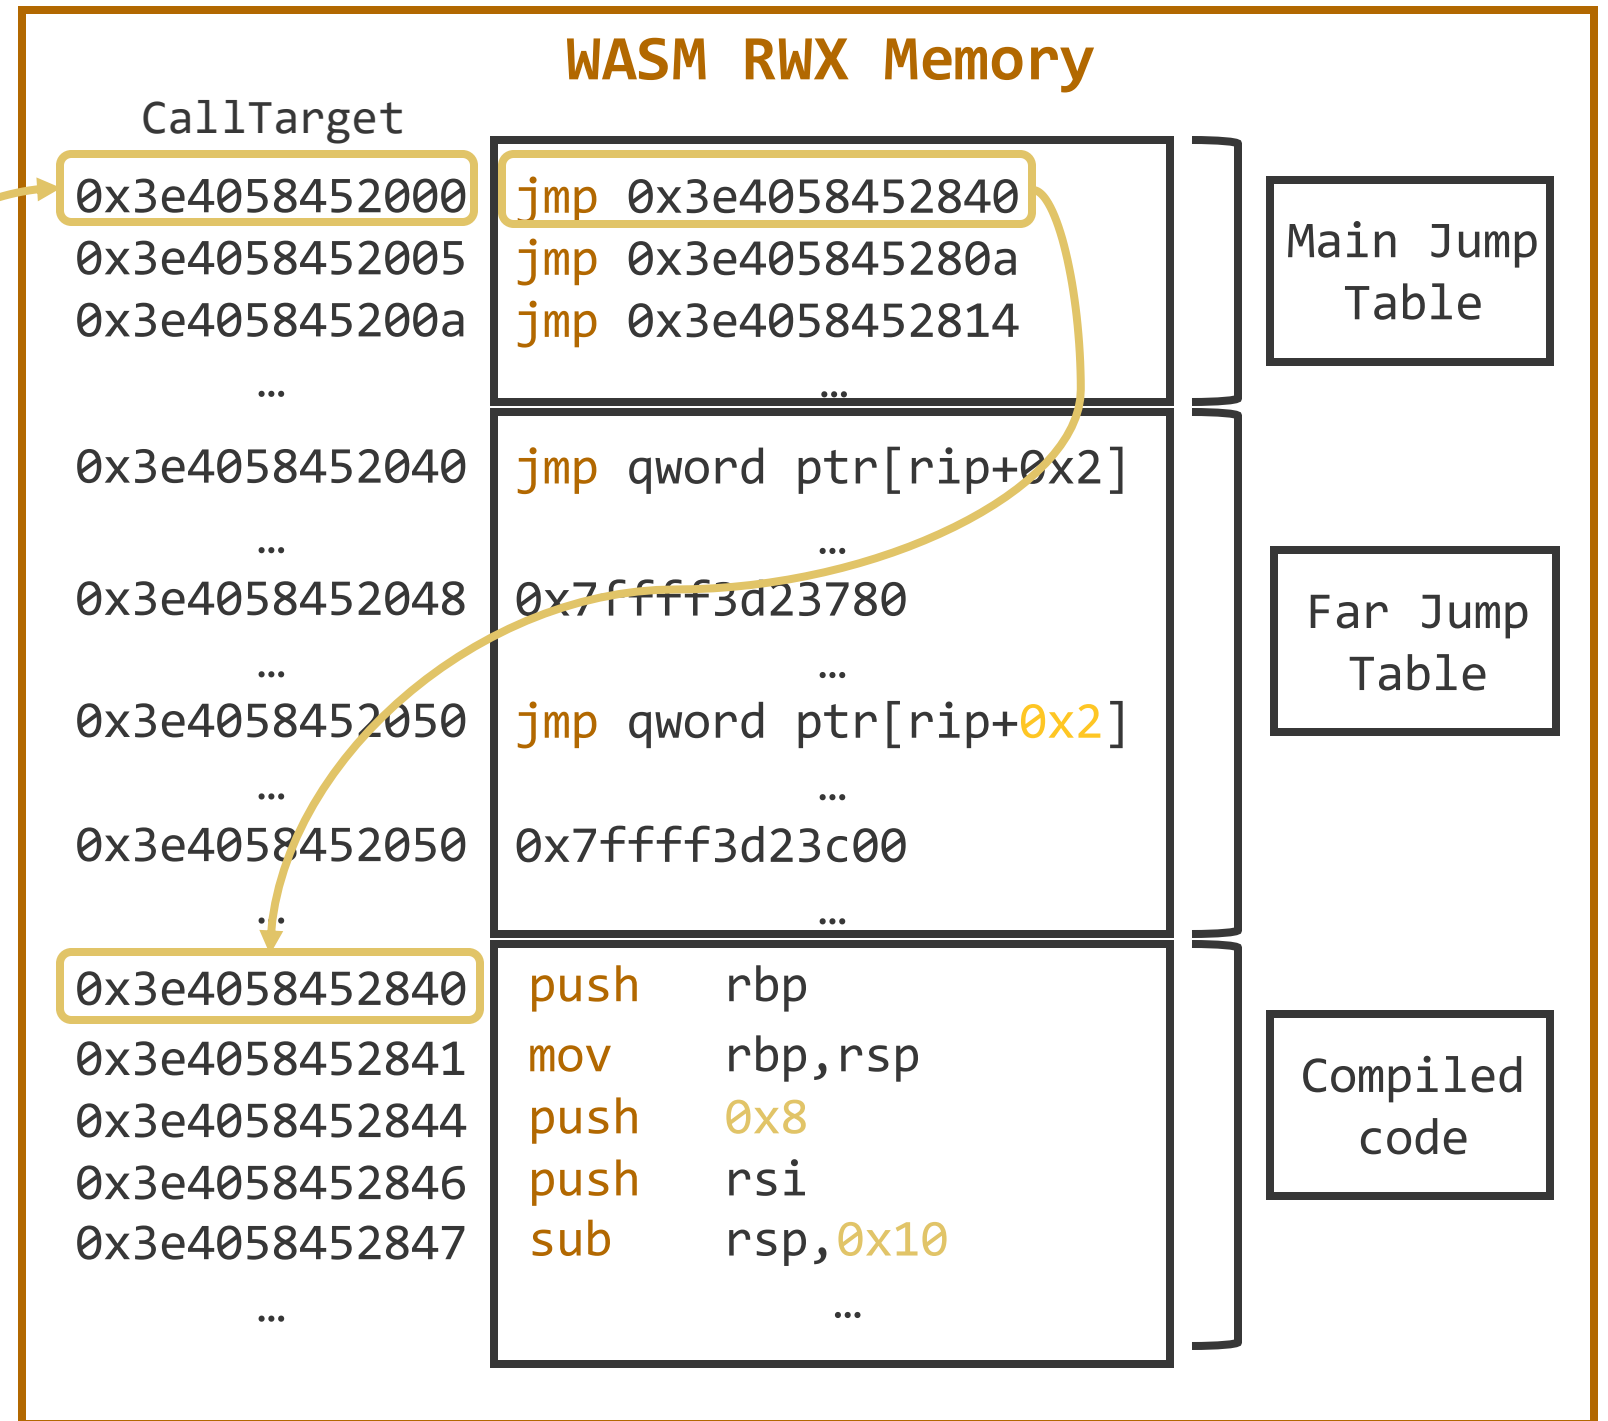 WASM RWX Memory
CallTarget
0x3e4058452000 jmp 0x3e4058452840
0x3e4058452005 jmp 0x3e405845280a
0x3e405845200a jmp 0x3e4058452814
… …
Main Jump
Table
0x3e4058452040 jmp qword ptr[rip+0x2]
… …
0x3e4058452048 0x7ffff3d23780
… …
0x3e4058452050 jmp qword ptr[rip+0x2]
… …
0x3e4058452050 0x7ffff3d23c00
… …
Far Jump
Table
0x3e4058452840 push rbp
0x3e4058452841 mov rbp,rsp
0x3e4058452844 push 0x8
0x3e4058452846 push rsi
0x3e4058452847 sub rsp,0x10
… …
Compiled
code